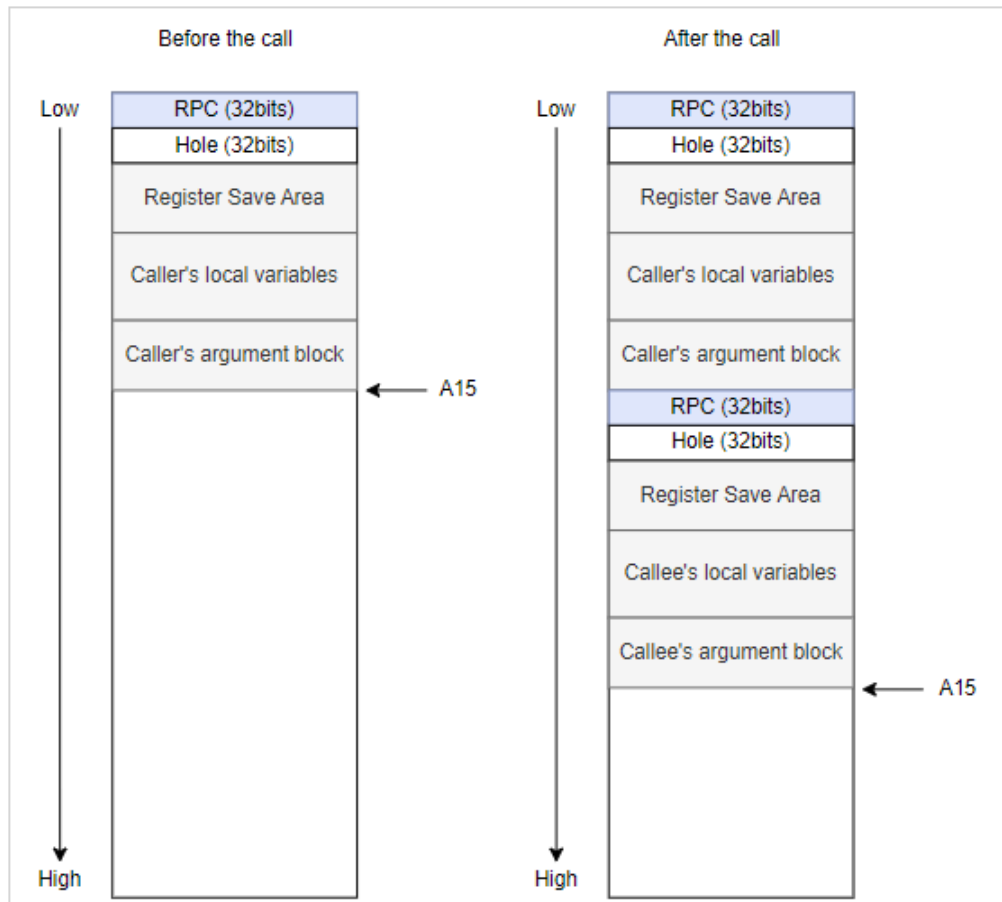 Before the call
Low
RPC (32bits)
Hole (32bits)
Register Save Area
Caller's local variables
Caller's argument block
A15
High
After the call
Low
RPC (32bits)
Hole (32bits)
Register Save Area
Caller's local variables
Caller's argument block
RPC (32bits)
Hole (32bits)
Register Save Area
Callee's local variables
Callee's argument block
A15
High